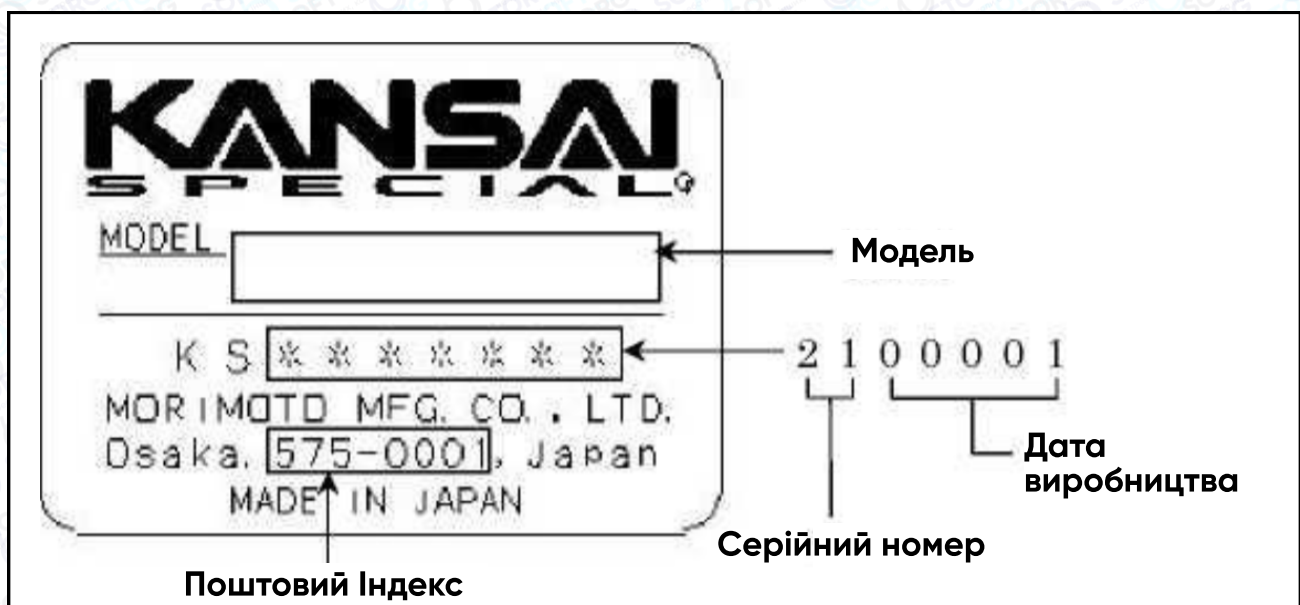 KANSAI
SPECIAL
MODEL
Модель
K S * * * * * * *
2 1 0 0 0 0 1
MORIMOTO MFG. CO., LTD.
Osaka, 575-0001, Japan
MADE IN JAPAN
Дата
виробництва
Серійний номер
Поштовий Індекс